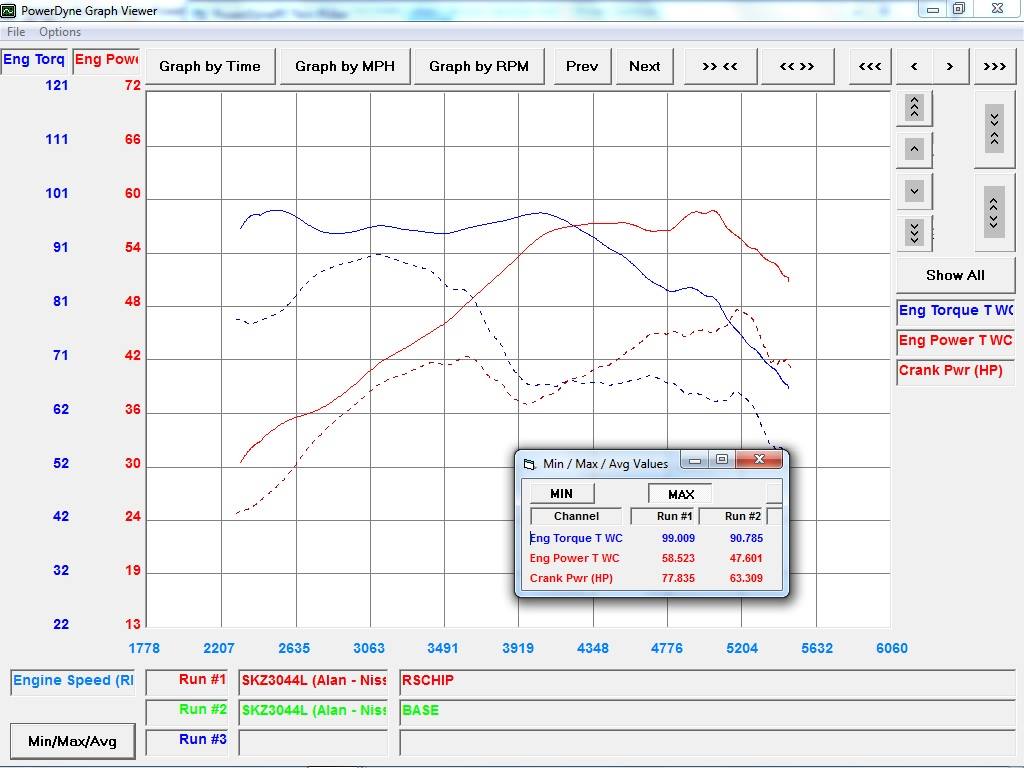 PowerDyne Graph Viewer
File Options
Eng Torq Eng Powe Graph by Time Graph by MPH Graph by RPM Prev Next >> << << >> <<< < > >>>
121 72
111 66
101 60
91 54
81 48
71 42
62 36
52 30
42 24
32 19
22 13
Show All
Eng Torque T WC
Eng Power T WC
Crank Pwr (HP)
Min / Max / Avg Values
MIN MAX
Channel Run #1 Run #2
Eng Torque T WC 99.009 90.785
Eng Power T WC 58.523 47.601
Crank Pwr (HP) 77.835 63.309
1778 2207 2635 3063 3491 3919 4348 4776 5204 5632 6060
Engine Speed (RI Run #1 SKZ3044L (Alan - Niss RSCHIP
Run #2 SKZ3044L (Alan - Niss BASE
Min/Max/Avg Run #3